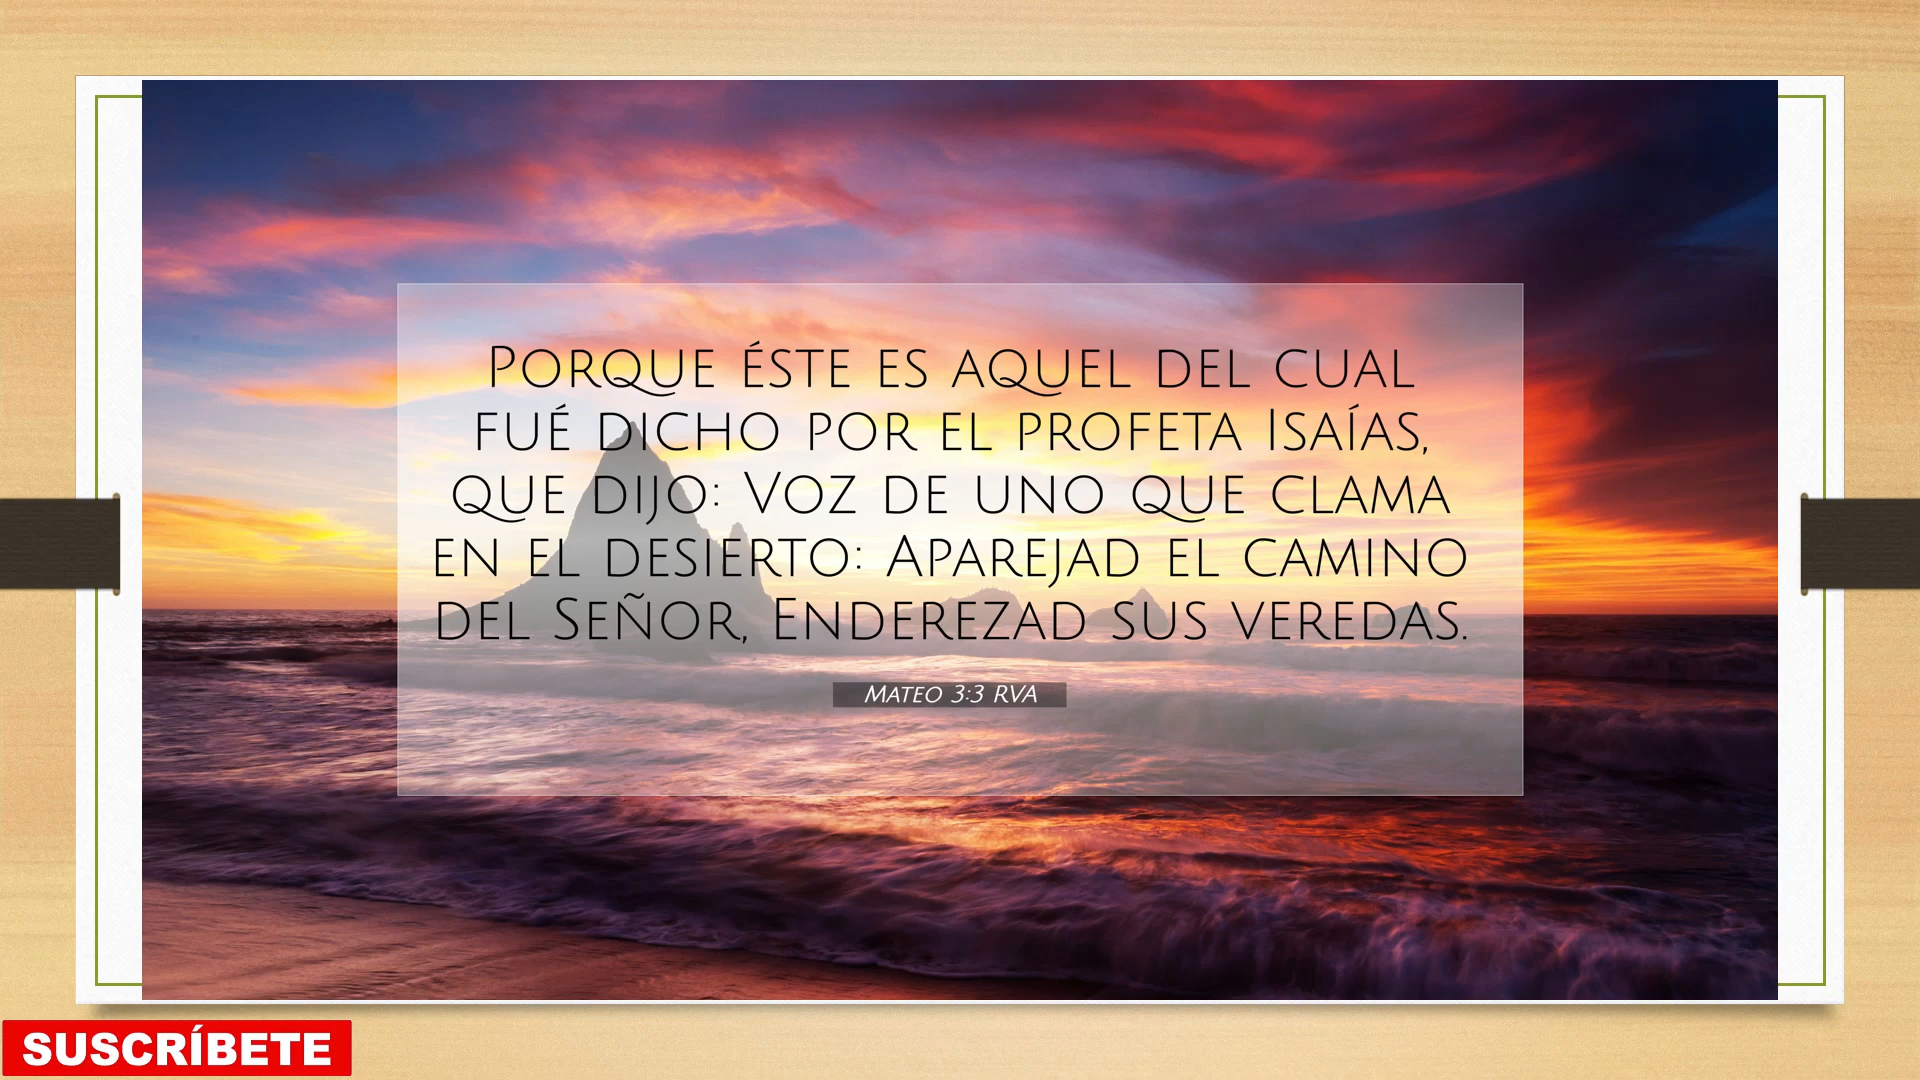 Porque éste es aquel del cual
fué dicho por el profeta Isaías,
que dijo: Voz de uno que clama
en el desierto: Aparejad el camino
del Señor, Enderezad sus veredas.
Mateo 3:3 RVA
SUSCRÍBETE